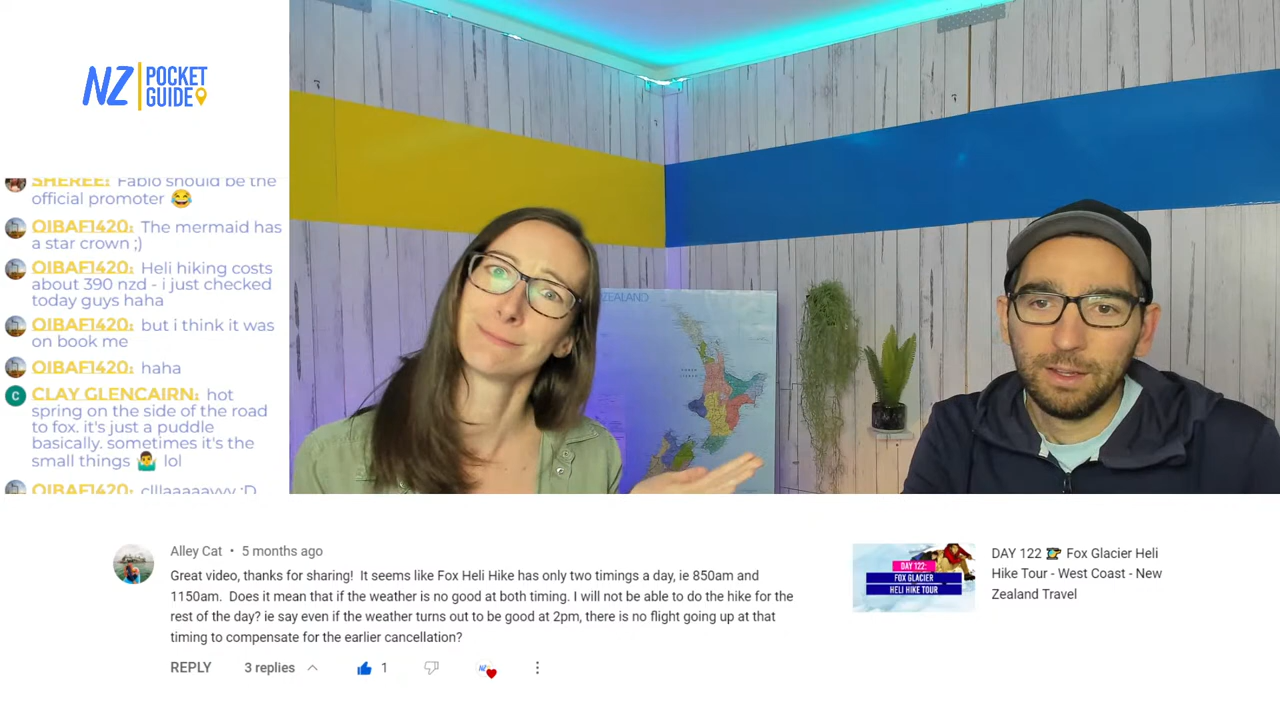 NZ POCKET
GUIDE
SHEREE: Fabio should be the
official promoter 😂
OIBAF1420: The mermaid has
a star crown ;)
OIBAF1420: Heli hiking costs
about 390 nzd - i just checked
today guys haha
OIBAF1420: but i think it was
on book me
OIBAF1420: haha
C CLAY GLENCAIRN: hot
spring on the side of the road
to fox. it's just a puddle
basically. sometimes it's the
small things 🤷‍♂️ lol
OIBAF1420: clllaaaaavvv :D
ZEALAND
Alley Cat • 5 months ago
Great video, thanks for sharing! It seems like Fox Heli Hike has only two timings a day, ie 850am and
1150am. Does it mean that if the weather is no good at both timing. I will not be able to do the hike for the
rest of the day? ie say even if the weather turns out to be good at 2pm, there is no flight going up at that
timing to compensate for the earlier cancellation?
REPLY 3 replies 1
NZ
DAY 122:
FOX GLACIER
HELI HIKE TOUR
DAY 122 Fox Glacier Heli
Hike Tour - West Coast - New
Zealand Travel